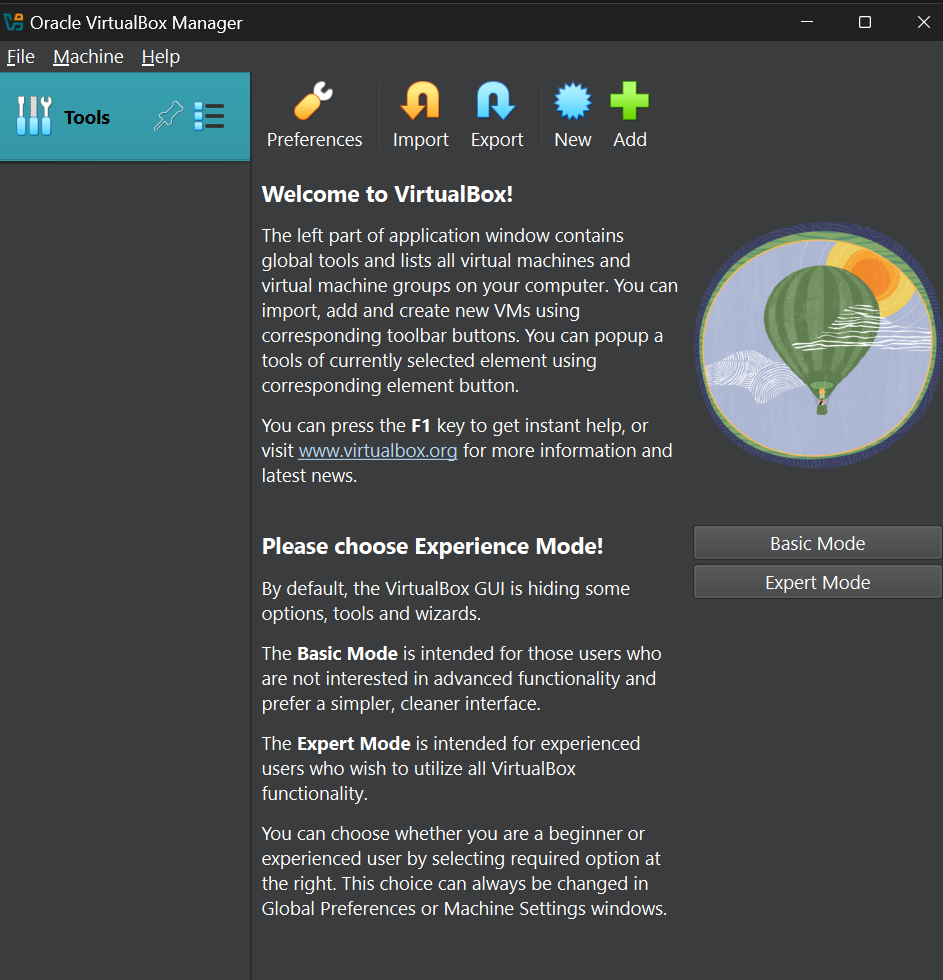 Oracle VirtualBox Manager
File Machine Help
Tools
Preferences Import Export New Add
Welcome to VirtualBox!
The left part of application window contains
global tools and lists all virtual machines and
virtual machine groups on your computer. You can
import, add and create new VMs using
corresponding toolbar buttons. You can popup a
tools of currently selected element using
corresponding element button.
You can press the F1 key to get instant help, or
visit www.virtualbox.org for more information and
latest news.
Please choose Experience Mode!
By default, the VirtualBox GUI is hiding some
options, tools and wizards.
The Basic Mode is intended for those users who
are not interested in advanced functionality and
prefer a simpler, cleaner interface.
The Expert Mode is intended for experienced
users who wish to utilize all VirtualBox
functionality.
You can choose whether you are a beginner or
experienced user by selecting required option at
the right. This choice can always be changed in
Global Preferences or Machine Settings windows.
Basic Mode
Expert Mode